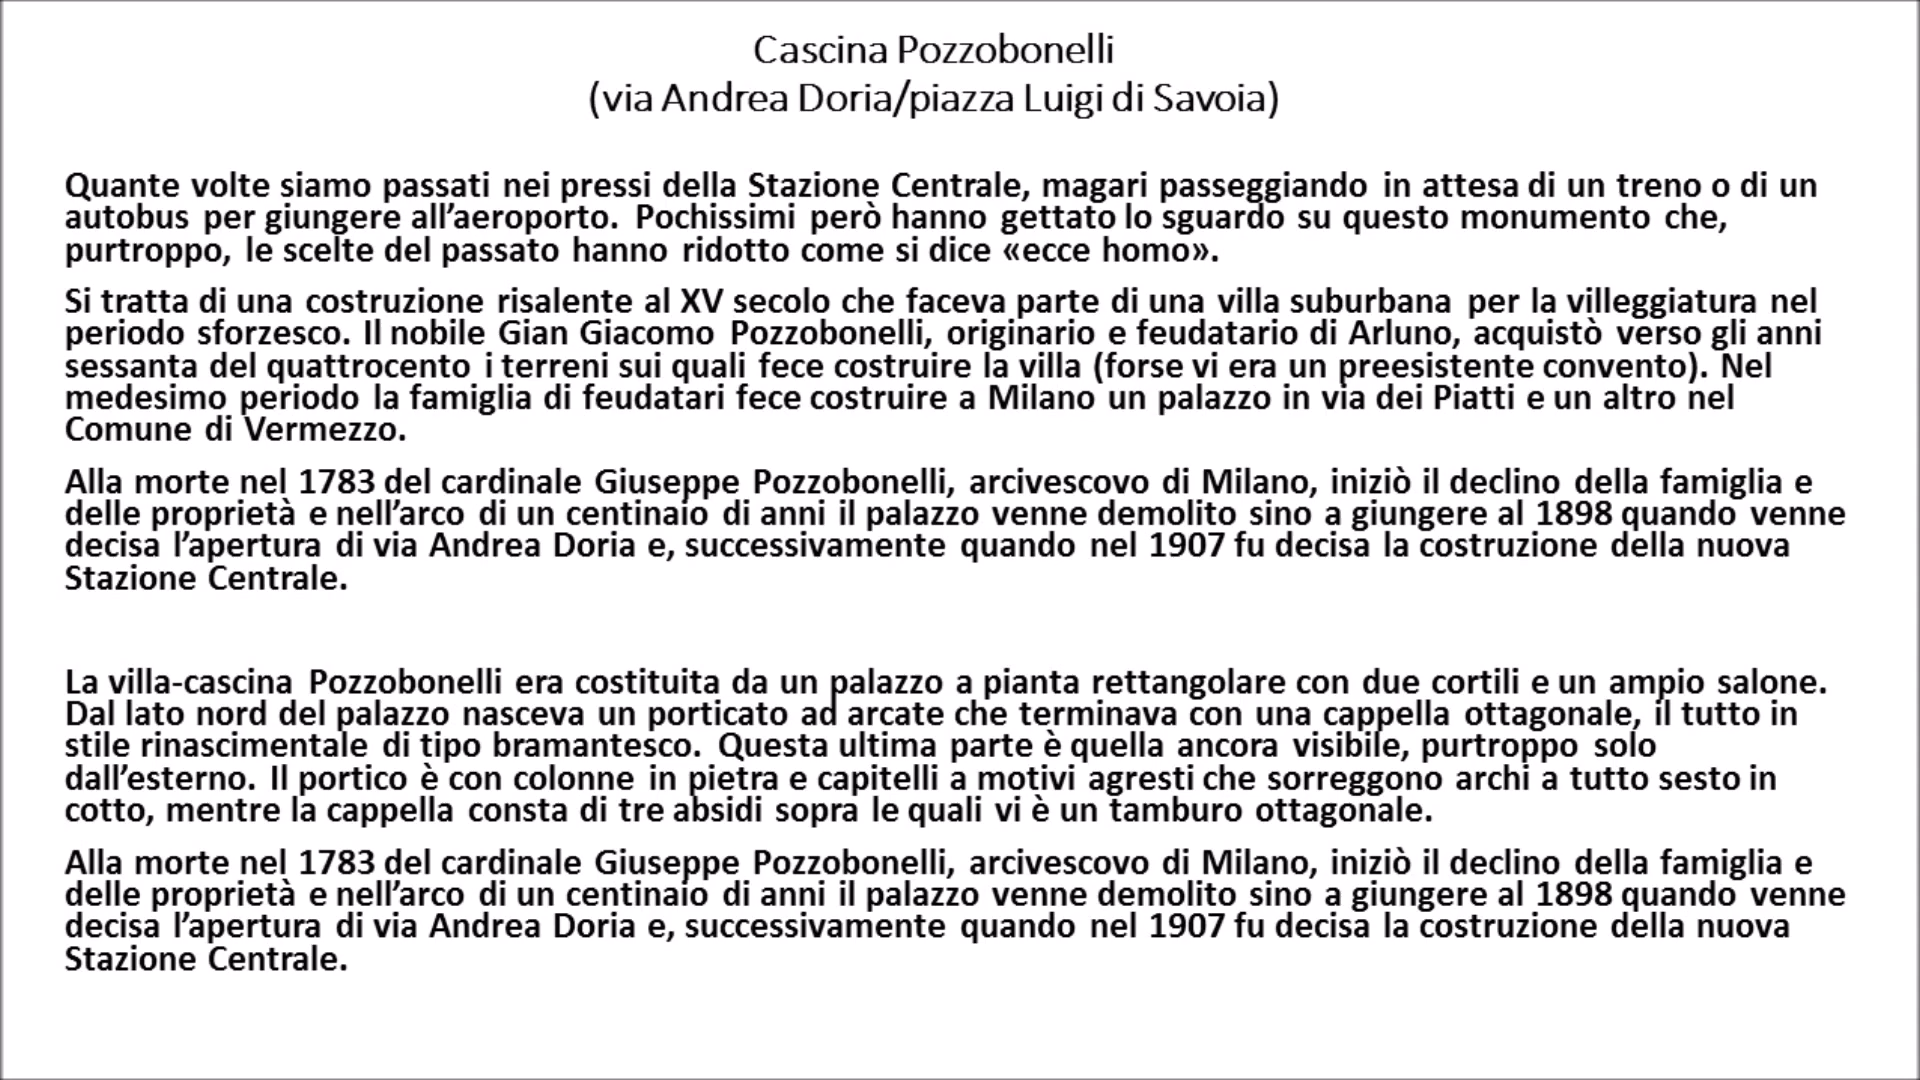 Cascina Pozzobonelli
(via Andrea Doria/piazza Luigi di Savoia)
Quante volte siamo passati nei pressi della Stazione Centrale, magari passeggiando in attesa di un treno o di un
autobus per giungere all’aeroporto. Pochissimi però hanno gettato lo sguardo su questo monumento che,
purtroppo, le scelte del passato hanno ridotto come si dice «ecce homo».
Si tratta di una costruzione risalente al XV secolo che faceva parte di una villa suburbana per la villeggiatura nel
periodo sforzesco. Il nobile Gian Giacomo Pozzobonelli, originario e feudatario di Arluno, acquistò verso gli anni
sessanta del quattrocento i terreni sui quali fece costruire la villa (forse vi era un preesistente convento). Nel
medesimo periodo la famiglia di feudatari fece costruire a Milano un palazzo in via dei Piatti e un altro nel
Comune di Vermezzo.
Alla morte nel 1783 del cardinale Giuseppe Pozzobonelli, arcivescovo di Milano, iniziò il declino della famiglia e
delle proprietà e nell’arco di un centinaio di anni il palazzo venne demolito sino a giungere al 1898 quando venne
decisa l’apertura di via Andrea Doria e, successivamente quando nel 1907 fu decisa la costruzione della nuova
Stazione Centrale.
La villa-cascina Pozzobonelli era costituita da un palazzo a pianta rettangolare con due cortili e un ampio salone.
Dal lato nord del palazzo nasceva un porticato ad arcate che terminava con una cappella ottagonale, il tutto in
stile rinascimentale di tipo bramantesco. Questa ultima parte è quella ancora visibile, purtroppo solo
dall’esterno. Il portico è con colonne in pietra e capitelli a motivi agresti che sorreggono archi a tutto sesto in
cotto, mentre la cappella consta di tre absidi sopra le quali vi è un tamburo ottagonale.
Alla morte nel 1783 del cardinale Giuseppe Pozzobonelli, arcivescovo di Milano, iniziò il declino della famiglia e
delle proprietà e nell’arco di un centinaio di anni il palazzo venne demolito sino a giungere al 1898 quando venne
decisa l’apertura di via Andrea Doria e, successivamente quando nel 1907 fu decisa la costruzione della nuova
Stazione Centrale.